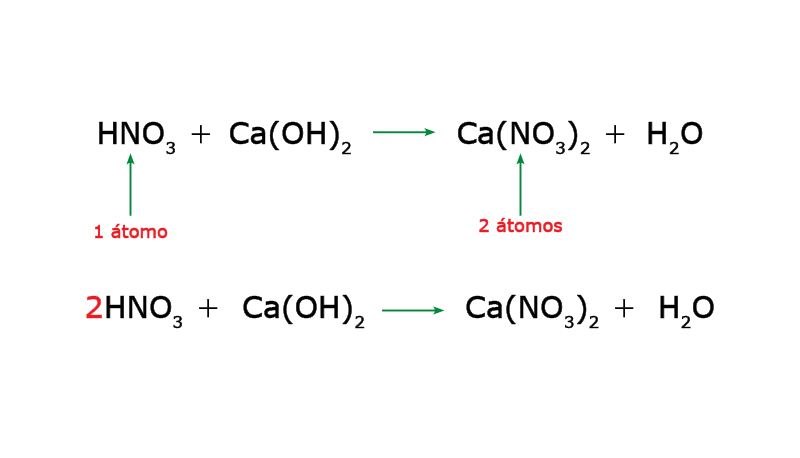 HNO₃ + Ca(OH)₂ → Ca(NO₃)₂ + H₂O
1 átomo 2 átomos
2HNO₃ + Ca(OH)₂ → Ca(NO₃)₂ + H₂O